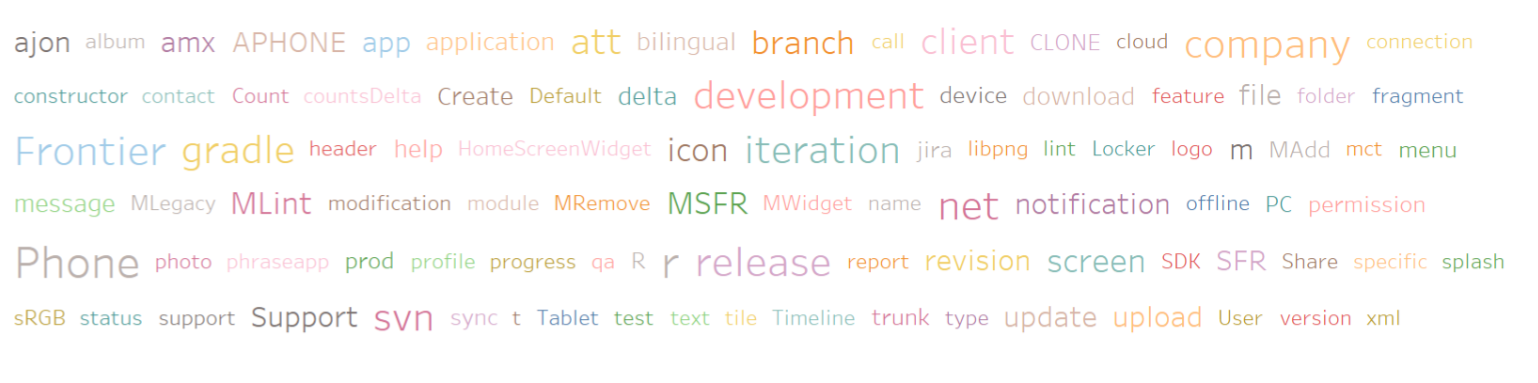 ajon album amx APHONE app application att bilingual branch call client CLONE cloud company connection
constructor contact Count countsDelta Create Default delta development device download feature file folder fragment
Frontier gradle header help HomeScreenWidget icon iteration jira libpng lint Locker logo m MAdd mct menu
message MLegacy MLint modification module MRemove MSFR MWidget name net notification offline PC permission
Phone photo phraseapp prod profile progress qa R r release report revision screen SDK SFR Share specific splash
sRGB status support Support svn sync t Tablet test text tile Timeline trunk type update upload User version xml